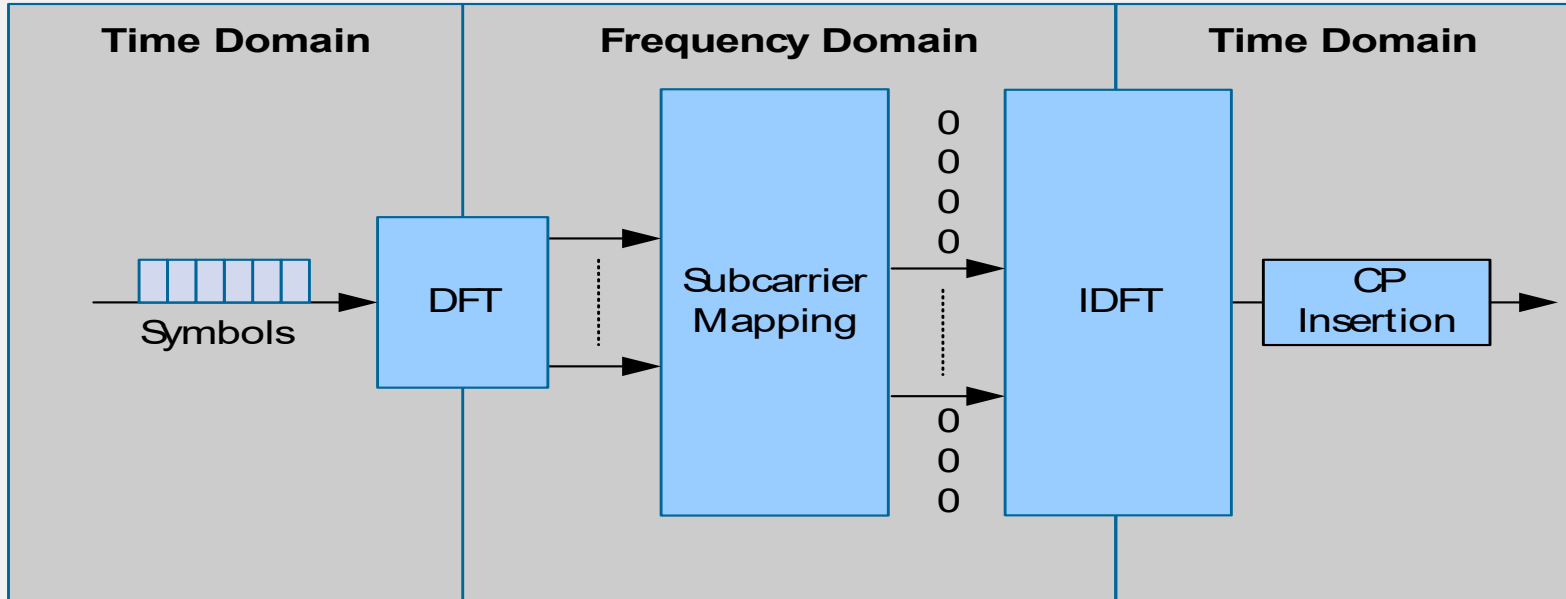 Time Domain
Frequency Domain
Time Domain
Symbols
DFT
Subcarrier
Mapping
0
0
0
0
0
0
0
IDFT
CP
Insertion